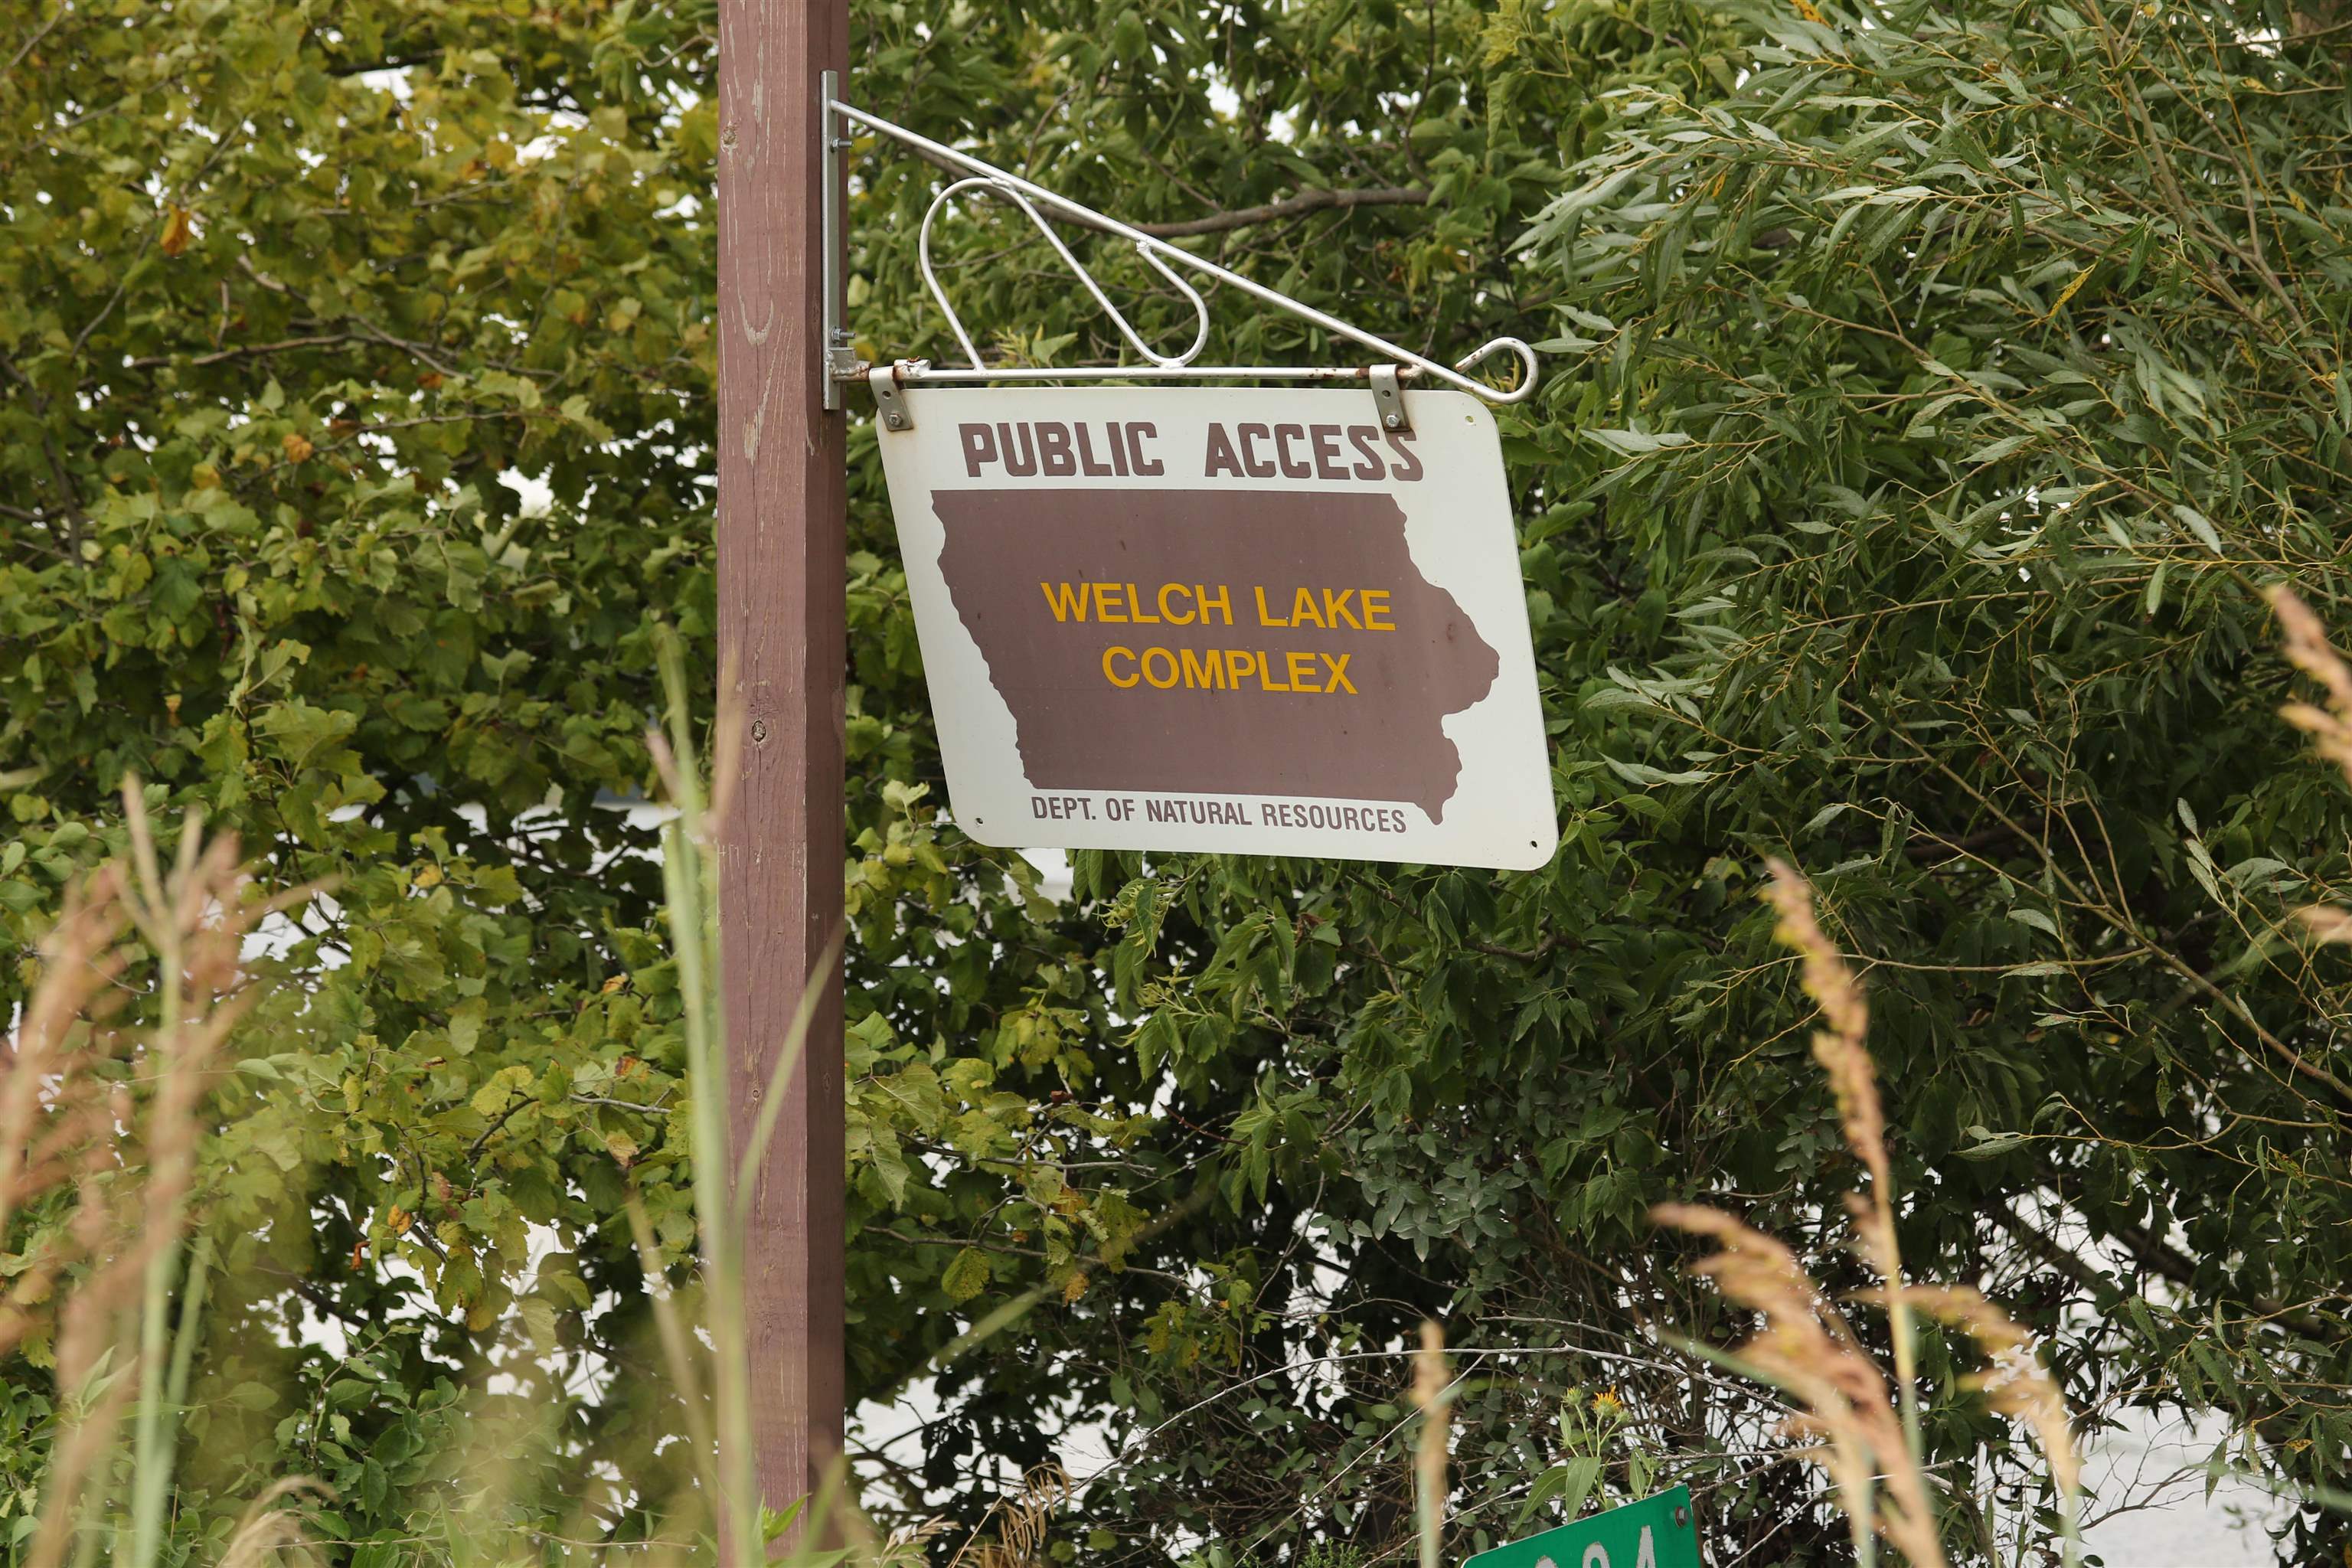 PUBLIC ACCESS
WELCH LAKE
COMPLEX
DEPT. OF NATURAL RESOURCES